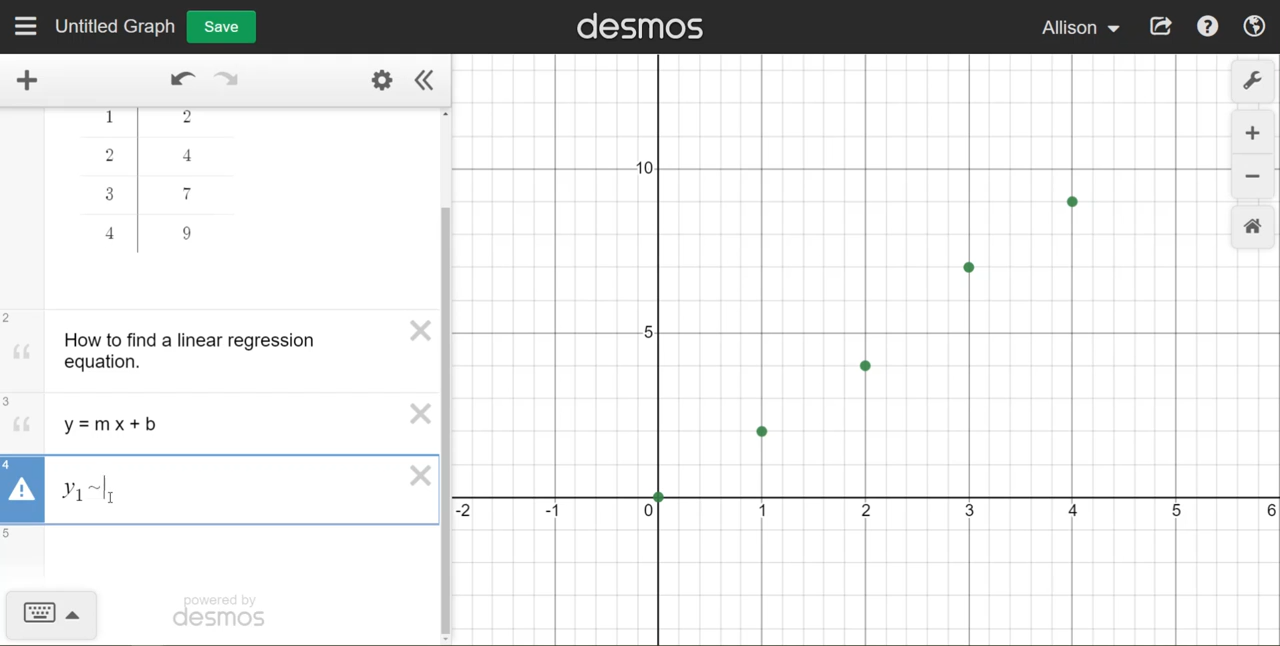 Untitled Graph Save desmos Allison
1 2
2 4
3 7
4 9
2
How to find a linear regression
equation.
3
y = m x + b
4
y₁ ~
5
powered by
desmos
10
5
-2 -1 0 1 2 3 4 5 6